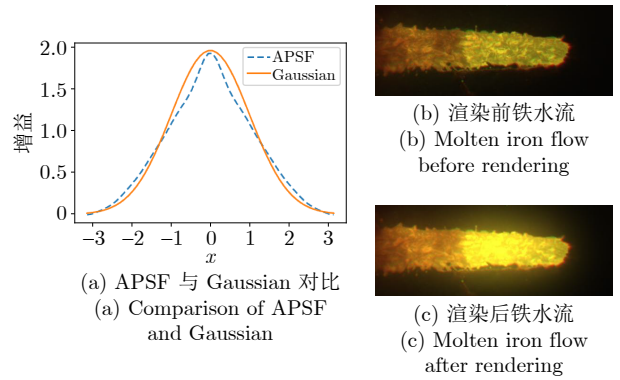 2.0
1.5
1.0
0.5
0
增益
APSF
Gaussian
−3 −2 −1 0 1 2 3
x
(a) APSF 与 Gaussian 对比
(a) Comparison of APSF
and Gaussian
(b) 渲染前铁水流
(b) Molten iron flow
before rendering
(c) 渲染后铁水流
(c) Molten iron flow
after rendering